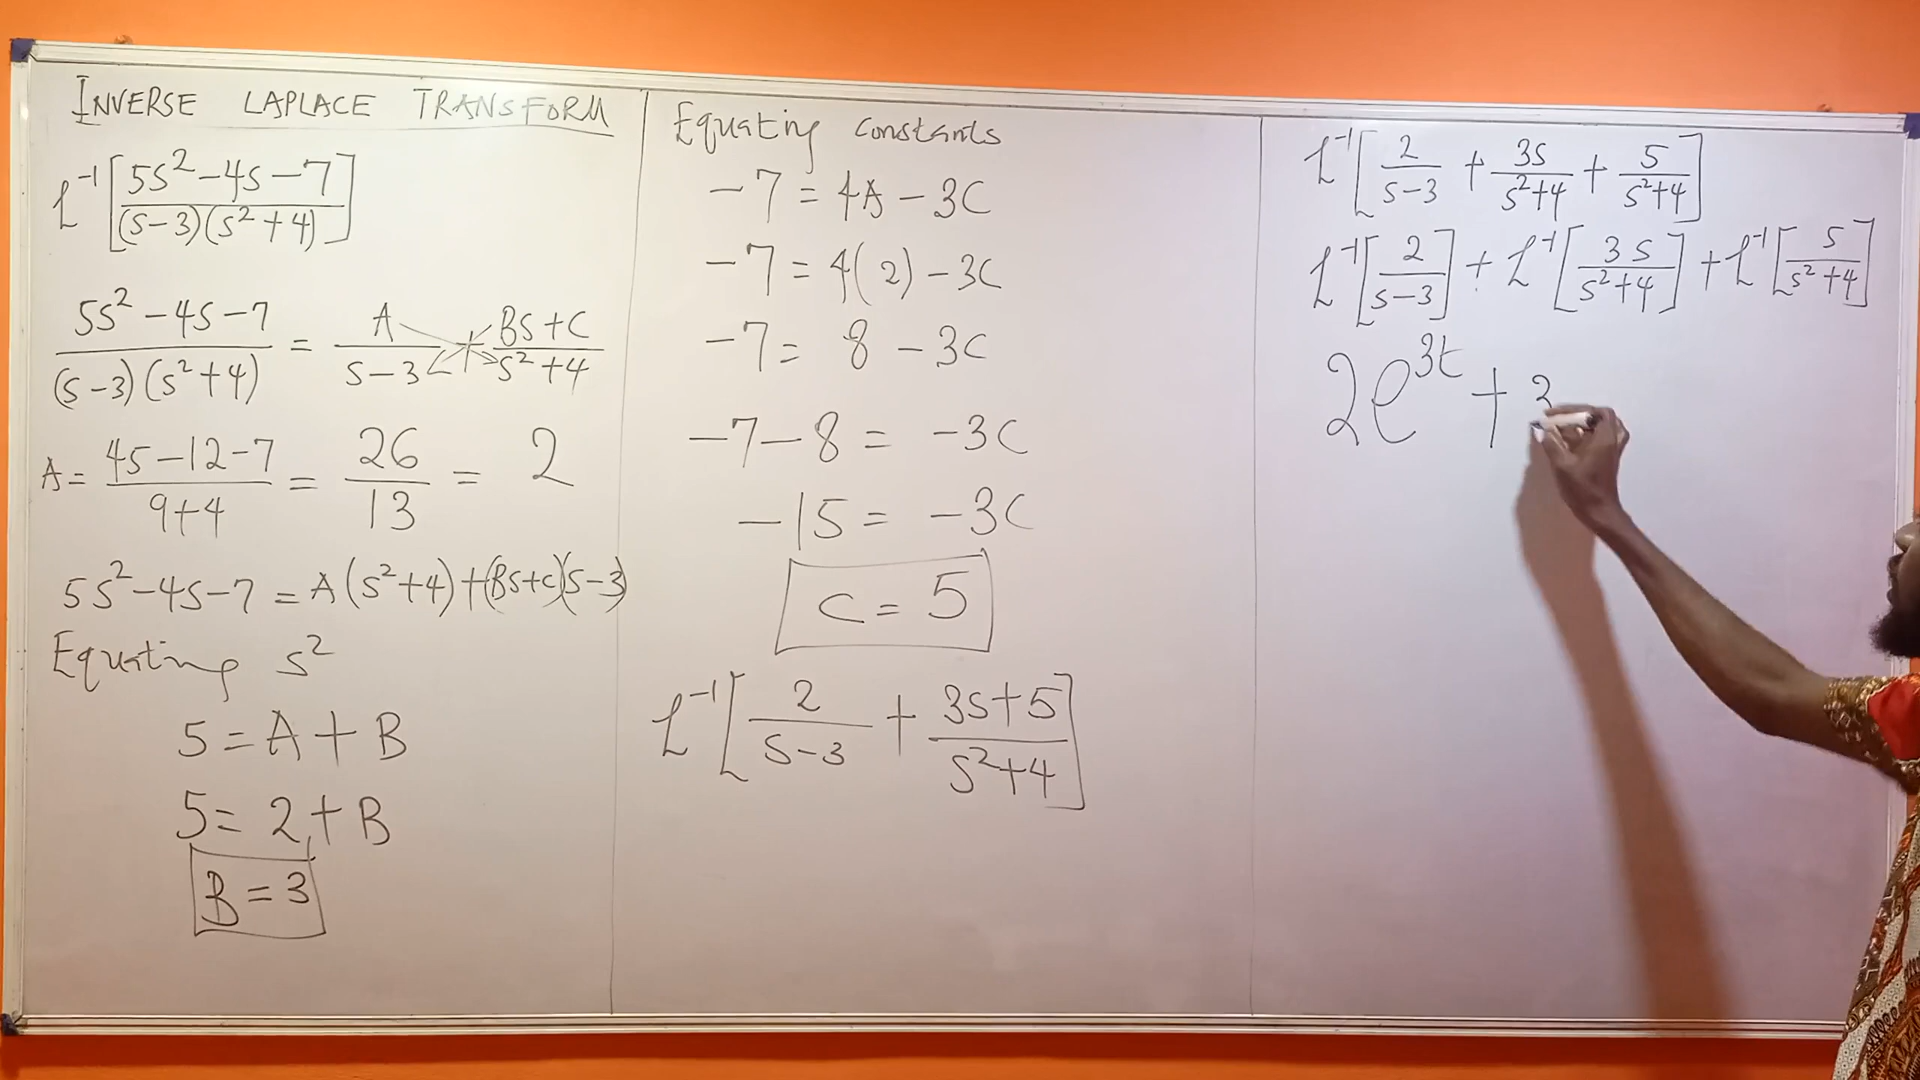 INVERSE LAPLACE TRANSFORM
L⁻¹[(5s² − 4s − 7)/((s−3)(s² + 4))]
(5s² − 4s − 7)/((s−3)(s²+4)) = A/(s−3) + (Bs+C)/(s²+4)
A = (45−12−7)/(9+4) = 26/13 = 2
5s² − 4s − 7 = A(s²+4) + (Bs+c)(s−3)
Equating s²
5 = A + B
5 = 2 + B
B = 3
Equating constants
−7 = 4A − 3C
−7 = 4(2) − 3C
−7 = 8 − 3C
−7−8 = −3C
−15 = −3C
C = 5
L⁻¹[2/(s−3) + (3s+5)/(s²+4)]
L⁻¹[2/(s−3) + 3s/(s²+4) + 5/(s²+4)]
L⁻¹[2/(s−3)] + L⁻¹[3s/(s²+4)] + L⁻¹[5/(s²+4)]
2e³ᵗ + 3